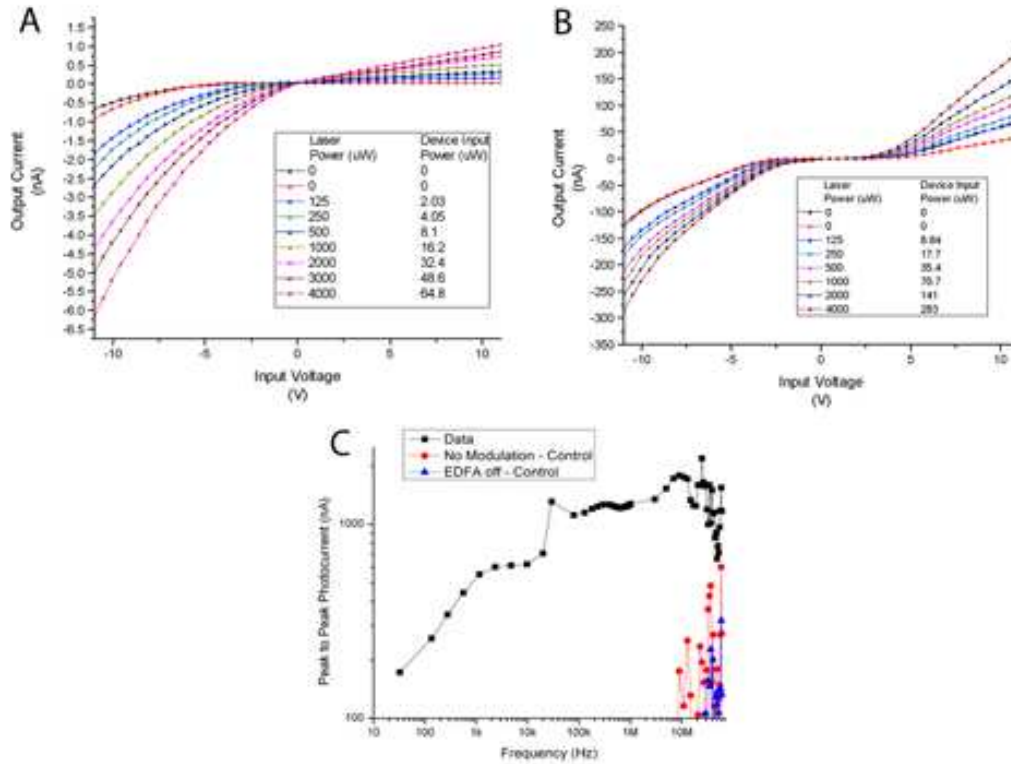 A
1.5
1.0
0.5
0.0
-0.5
-1.0
-1.5
-2.0
-2.5
-3.0
-3.5
-4.0
-4.5
-5.0
-5.5
-6.0
-6.5
Output Current
(nA)
Laser Device Input
Power (uW) Power (uW)
0 0
0 0
125 2.03
250 4.05
500 8.1
1000 16.2
2000 32.4
3000 48.6
4000 64.8
-10 -5 0 5 10
Input Voltage
(V)
B
250
200
150
100
50
0
-50
-100
-150
-200
-250
-300
-350
Output Current
(nA)
Laser Device Input
Power (uW) Power (uW)
0 0
0 0
125 8.84
250 17.7
500 35.4
1000 70.7
2000 141
4000 283
-10 -5 0 5 10
Input Voltage
(V)
C
Data
No Modulation - Control
EDFA off - Control
Peak to Peak Photocurrent (nA)
1000
100
10 100 1k 10k 100k 1M 10M
Frequency (Hz)